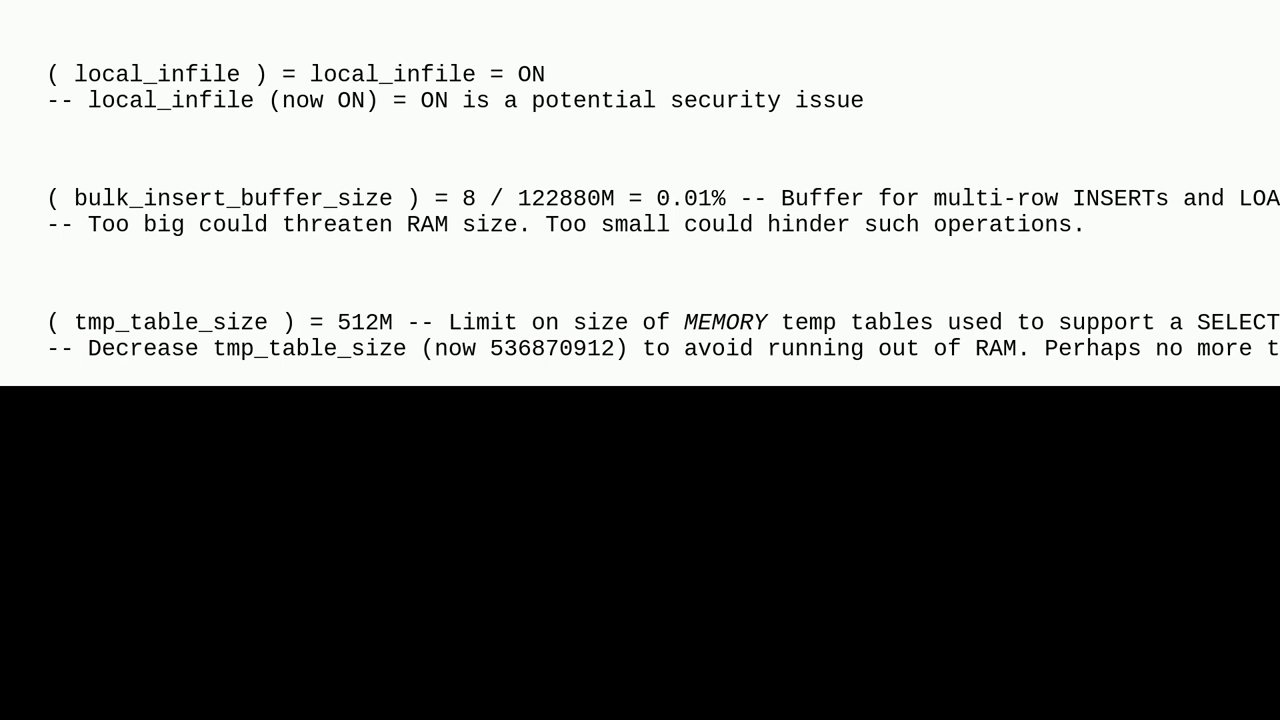 ( local_infile ) = local_infile = ON
-- local_infile (now ON) = ON is a potential security issue
( bulk_insert_buffer_size ) = 8 / 122880M = 0.01% -- Buffer for multi-row INSERTs and LOA
-- Too big could threaten RAM size. Too small could hinder such operations.
( tmp_table_size ) = 512M -- Limit on size of MEMORY temp tables used to support a SELECT
-- Decrease tmp_table_size (now 536870912) to avoid running out of RAM. Perhaps no more t